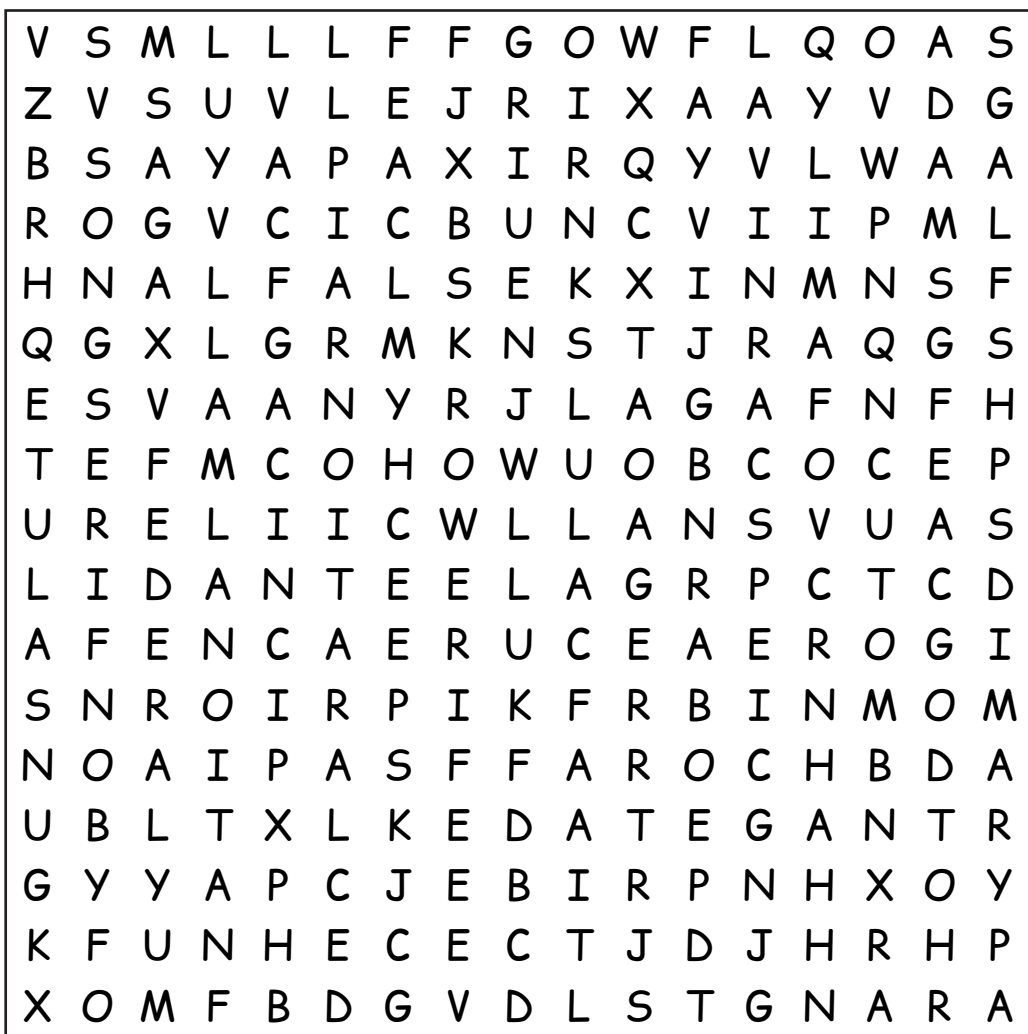 V S M L L L F F G O W F L Q O A S
Z V S U V L E J R I X A A Y V D G
B S A Y A P A X I R Q Y V L W A A
R O G V C I C B U N C V I I P M L
H N A L F A L S E K X I N M N S F
Q G X L G R M K N S T J R A Q G S
E S V A A N Y R J L A G A F N F H
T E F M C O H O W U O B C O C E P
U R E L I I C W L L A N S V U A S
L I D A N T E E L A G R P C T C D
A F E N C A E R U C E A E R O G I
S N R O I R P I K F R B I N M O M
N O A I P A S F F A R O C H B D A
U B L T X L K E D A T E G A N T R
G Y Y A P C J E B I R P N H X O Y
K F U N H E C E C T J D J H R H P
X O M F B D G V D L S T G N A R A